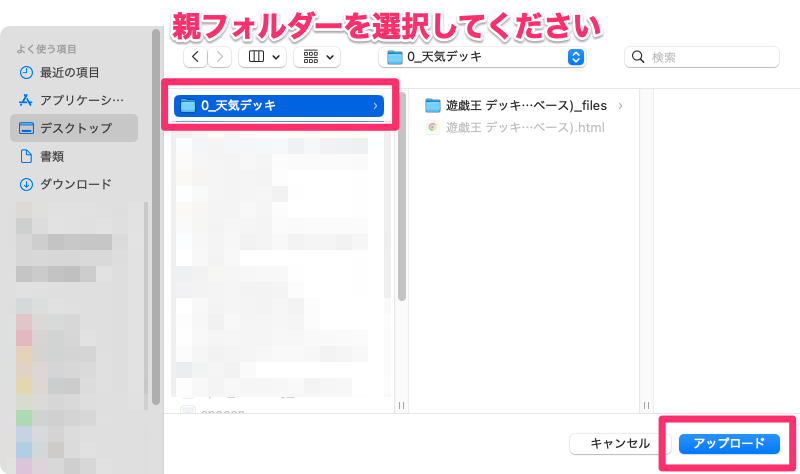 親フォルダーを選択してください
よく使う項目
最近の項目
アプリケーシ…
デスクトップ
書類
ダウンロード
0_天気デッキ
検索
0_天気デッキ
遊戯王 デッキ…ベース)_files
遊戯王 デッキ…ベース).html
キャンセル
アップロード